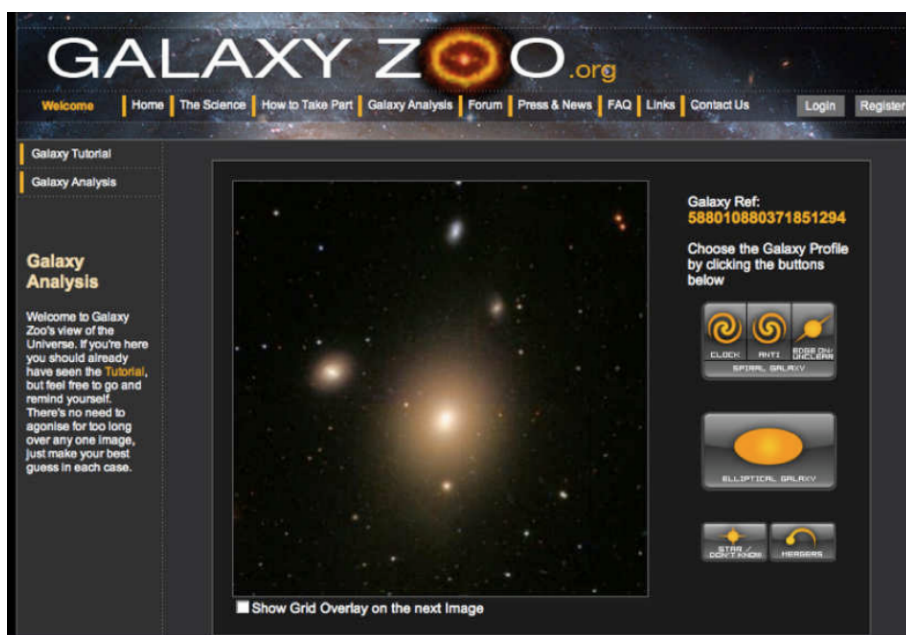 GALAXY ZOO.org
Welcome Home The Science How to Take Part Galaxy Analysis Forum Press & News FAQ Links Contact Us Login Register
Galaxy Tutorial
Galaxy Analysis
Galaxy
Analysis
Welcome to Galaxy
Zoo's view of the
Universe. If you're here
you should already
have seen the Tutorial,
but feel free to go and
remind yourself.
There's no need to
agonise for too long
over any one image,
just make your best
guess in each case.
Galaxy Ref:
588010880371851294
Choose the Galaxy Profile
by clicking the buttons
below
CLOCK ANTI EDGE ON/
UNCLEAR
SPIRAL GALAXY
ELLIPTICAL GALAXY
STAR /
DON'T KNOW
MERGERS
Show Grid Overlay on the next Image